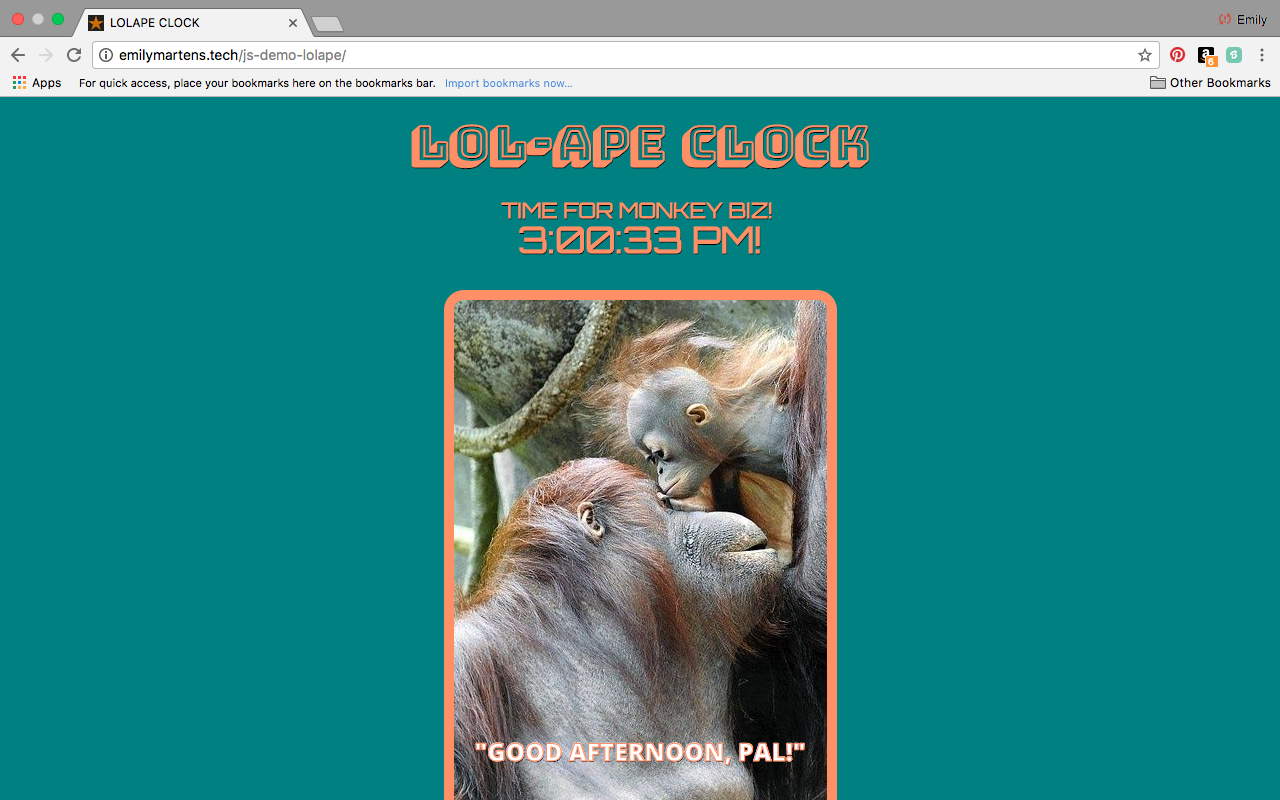 LOLAPE CLOCK
Emily
emilymartens.tech/js-demo-lolape/
6
Apps
For quick access, place your bookmarks here on the bookmarks bar. Import bookmarks now...
Other Bookmarks
LOL-APE CLOCK
TIME FOR MONKEY BIZ!
3:00:33 PM!
"GOOD AFTERNOON, PAL!"